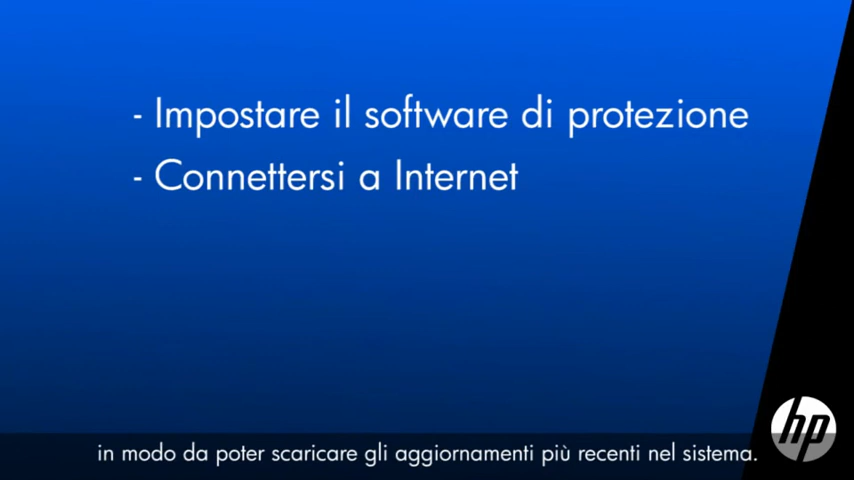 - Impostare il software di protezione
- Connettersi a Internet
hp
in modo da poter scaricare gli aggiornamenti più recenti nel sistema.